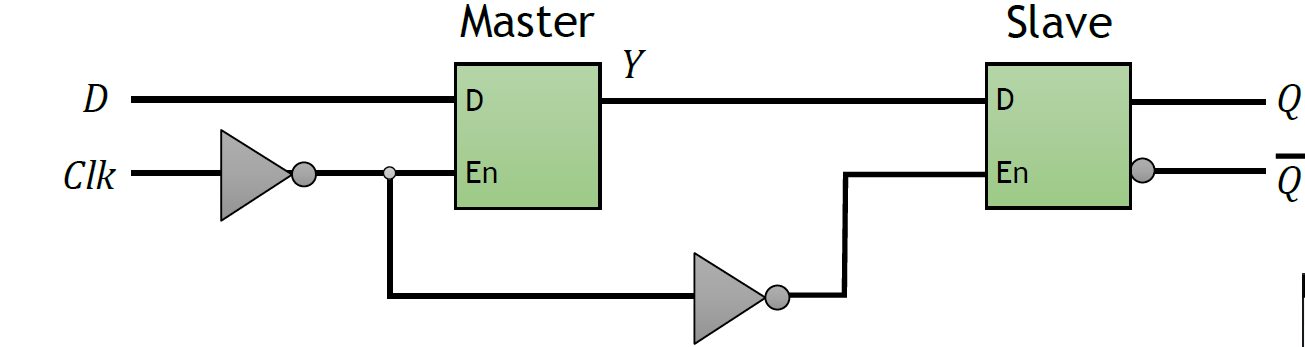 Master Slave
D D Y D Q
Clk En En Q̅